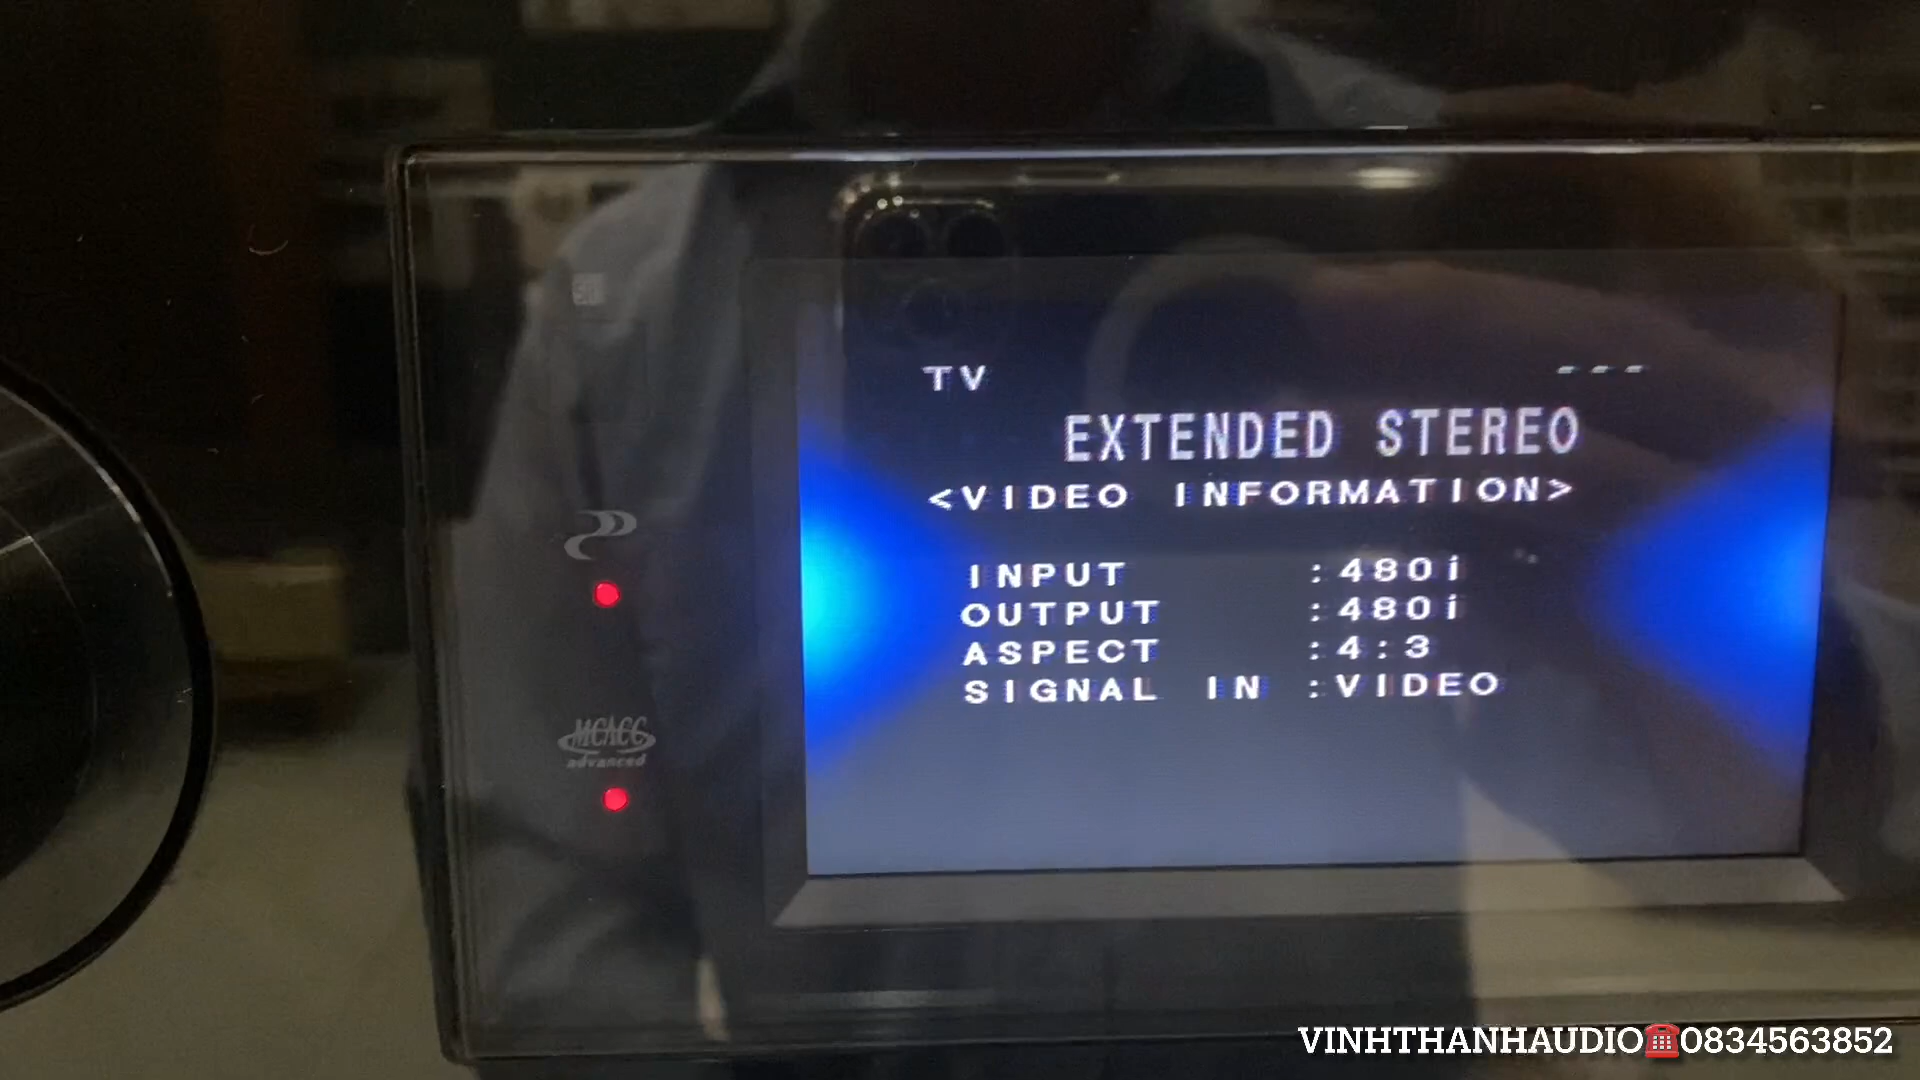 TV ---
EXTENDED STEREO
<VIDEO INFORMATION>
INPUT :480i
OUTPUT :480i
ASPECT :4:3
SIGNAL IN :VIDEO
MCACC
advanced
VINHTHANHAUDIO☎0834563852